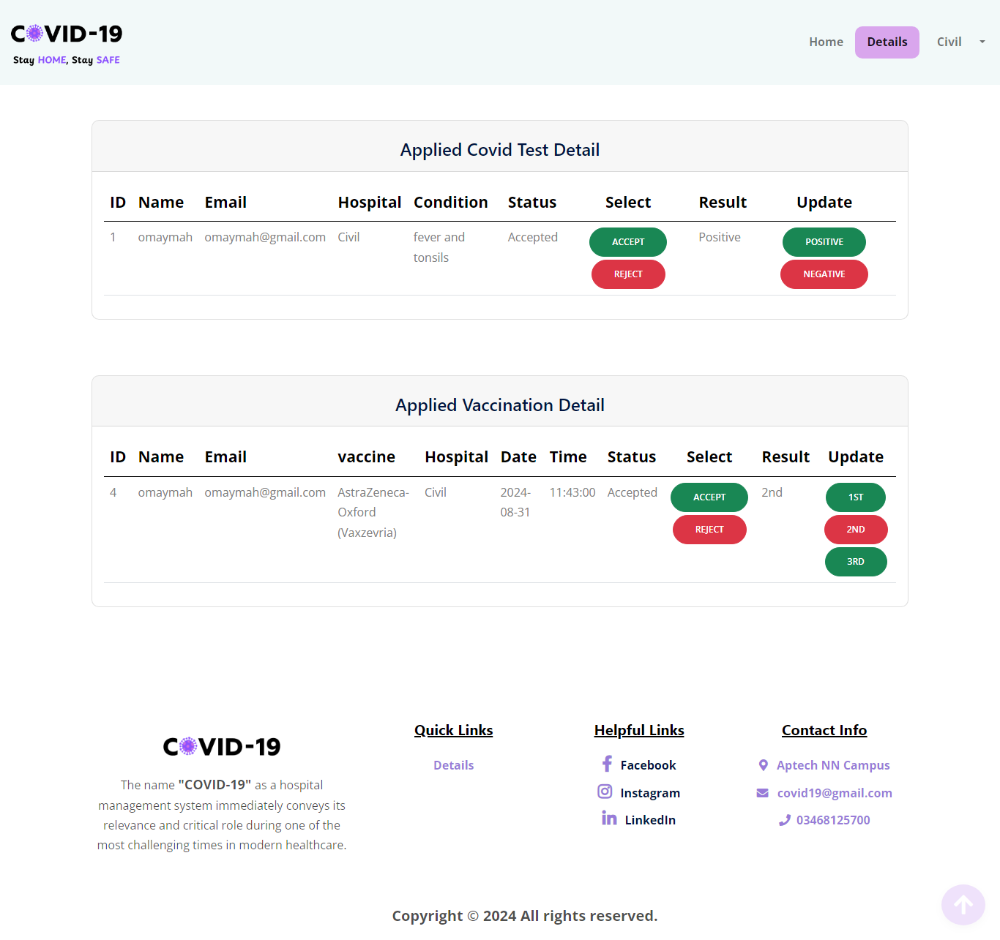 COVID-19
Stay HOME, Stay SAFE
Home Details Civil
Applied Covid Test Detail
ID Name Email Hospital Condition Status Select Result Update
1 omaymah omaymah@gmail.com Civil fever and Accepted ACCEPT Positive POSITIVE
tonsils REJECT NEGATIVE
Applied Vaccination Detail
ID Name Email vaccine Hospital Date Time Status Select Result Update
4 omaymah omaymah@gmail.com AstraZeneca- Civil 2024- 11:43:00 Accepted ACCEPT 2nd 1ST
Oxford 08-31
(Vaxzevria) REJECT 2ND
3RD
COVID-19
The name "COVID-19" as a hospital
management system immediately conveys its
relevance and critical role during one of the
most challenging times in modern healthcare.
Quick Links
Details
Helpful Links
Facebook
Instagram
LinkedIn
Contact Info
Aptech NN Campus
covid19@gmail.com
03468125700
Copyright © 2024 All rights reserved.